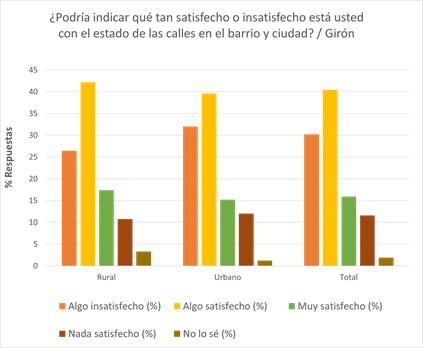 ¿Podría indicar qué tan satisfecho o insatisfecho está usted
con el estado de las calles en el barrio y ciudad? / Girón
% Respuestas
45
40
35
30
25
20
15
10
5
0
Rural Urbano Total
Algo insatisfecho (%) Algo satisfecho (%) Muy satisfecho (%)
Nada satisfecho (%) No lo sé (%)